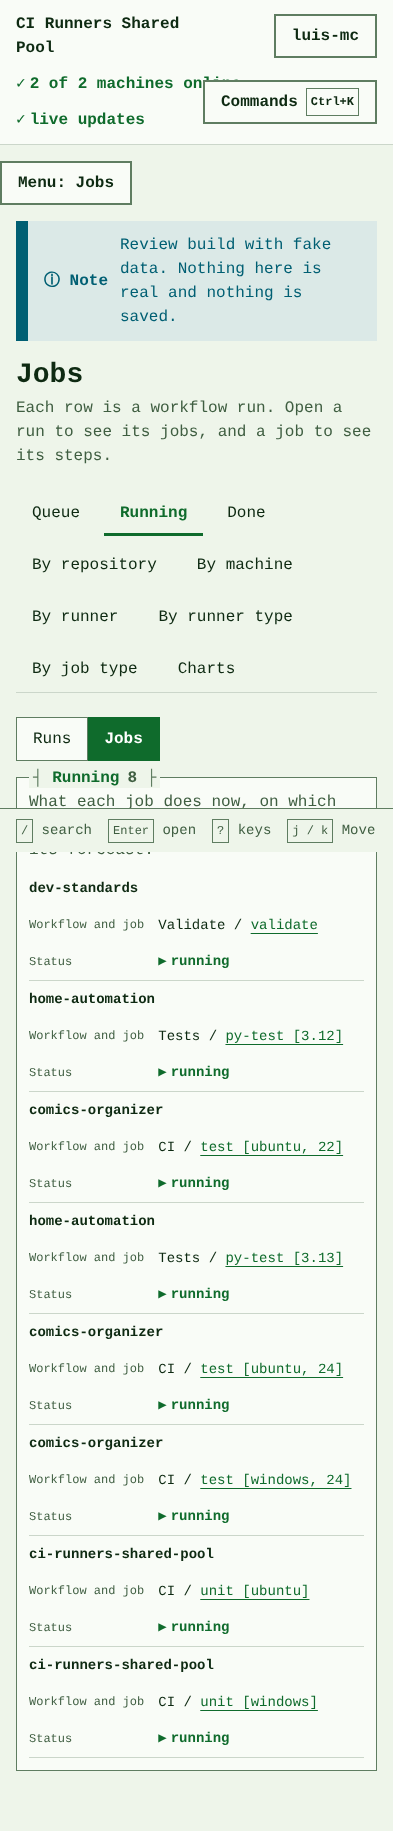 CI Runners Shared
Pool
luis-mc
✓ 2 of 2 machines
Commands Ctrl+K
✓ live updates
Menu: Jobs
ⓘ Note
Review build with fake
data. Nothing here is
real and nothing is
saved.
Jobs
Each row is a workflow run. Open a
run to see its jobs, and a job to see
its steps.
Queue Running Done
By repository By machine
By runner By runner type
By job type Charts
Runs Jobs
Running 8
What each job does now, on which
/ search Enter open ? keys j / k Move
dev-standards
Workflow and job Validate / validate
Status ▶ running
home-automation
Workflow and job Tests / py-test [3.12]
Status ▶ running
comics-organizer
Workflow and job CI / test [ubuntu, 22]
Status ▶ running
home-automation
Workflow and job Tests / py-test [3.13]
Status ▶ running
comics-organizer
Workflow and job CI / test [ubuntu, 24]
Status ▶ running
comics-organizer
Workflow and job CI / test [windows, 24]
Status ▶ running
ci-runners-shared-pool
Workflow and job CI / unit [ubuntu]
Status ▶ running
ci-runners-shared-pool
Workflow and job CI / unit [windows]
Status ▶ running